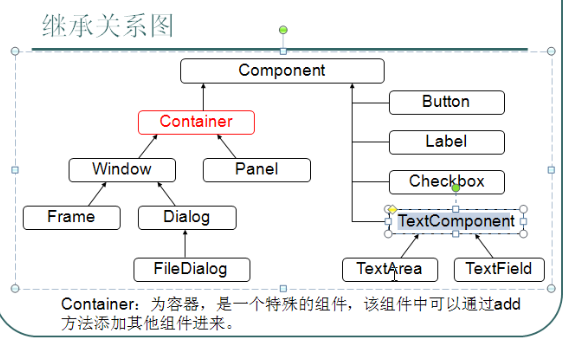 继承关系图
Component
Container
Button
Label
Window
Panel
Checkbox
Frame
Dialog
TextComponent
FileDialog
TextArea
TextField
Container：为容器，是一个特殊的组件，该组件中可以通过add
方法添加其他组件进来。